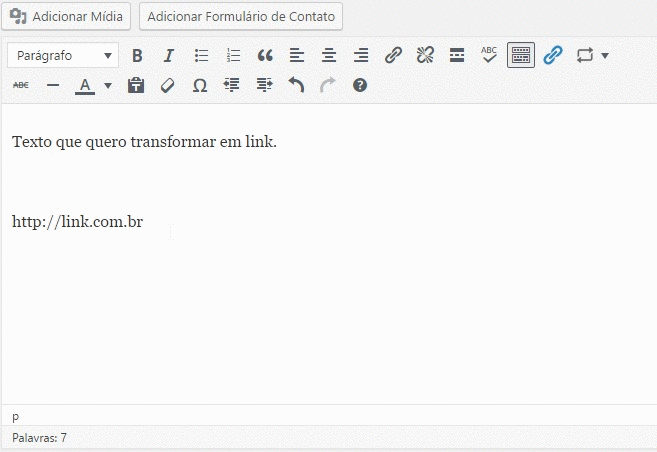 Adicionar Mídia Adicionar Formulário de Contato
Parágrafo B I ABC
ABC A Ω
Texto que quero transformar em link.
http://link.com.br
p
Palavras: 7